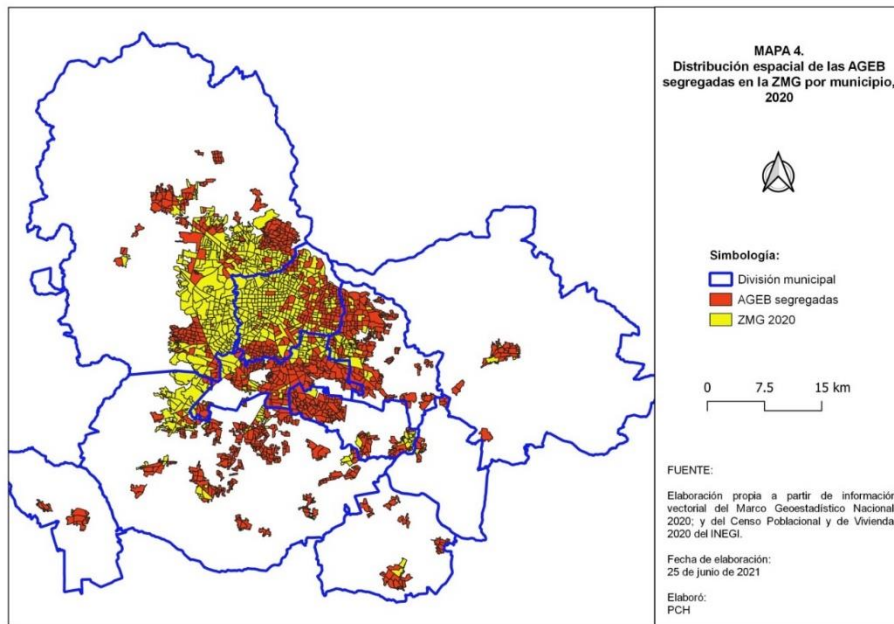 MAPA 4.
Distribución espacial de las AGEB
segregadas en la ZMG por municipio,
2020
Simbología:
División municipal
AGEB segregadas
ZMG 2020
0 7.5 15 km
FUENTE:
Elaboración propia a partir de información
vectorial del Marco Geoestadístico Nacional
2020; y del Censo Poblacional y de Vivienda
2020 del INEGI.
Fecha de elaboración:
25 de junio de 2021
Elaboró:
PCH